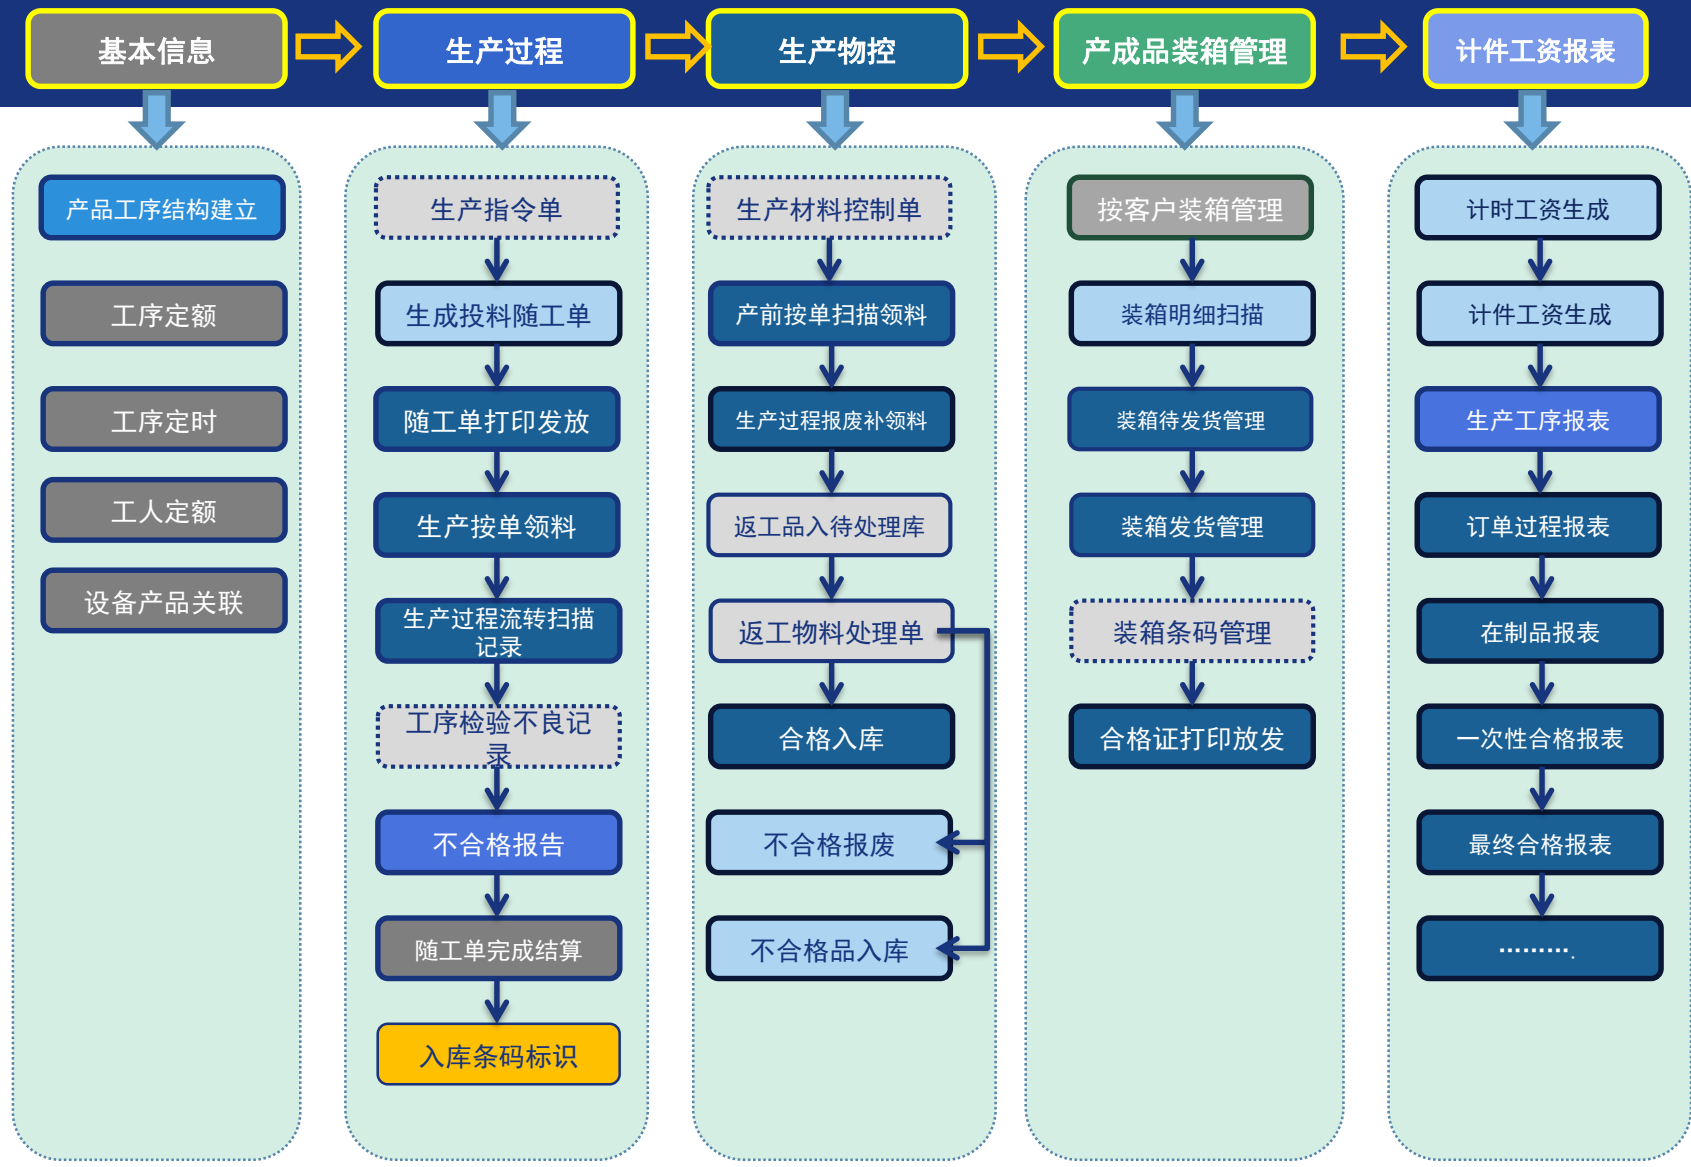 基本信息
生产过程
生产物控
产成品装箱管理
计件工资报表
产品工序结构建立
工序定额
工序定时
工人定额
设备产品关联
生产指令单
生成投料随工单
随工单打印发放
生产按单领料
生产过程流转扫描
记录
工序检验不良记
录
不合格报告
随工单完成结算
入库条码标识
生产材料控制单
产前按单扫描领料
生产过程报废补领料
返工品入待处理库
返工物料处理单
合格入库
不合格报废
不合格品入库
按客户装箱管理
装箱明细扫描
装箱待发货管理
装箱发货管理
装箱条码管理
合格证打印放发
计时工资生成
计件工资生成
生产工序报表
订单过程报表
在制品报表
一次性合格报表
最终合格报表
⋯⋯⋯.